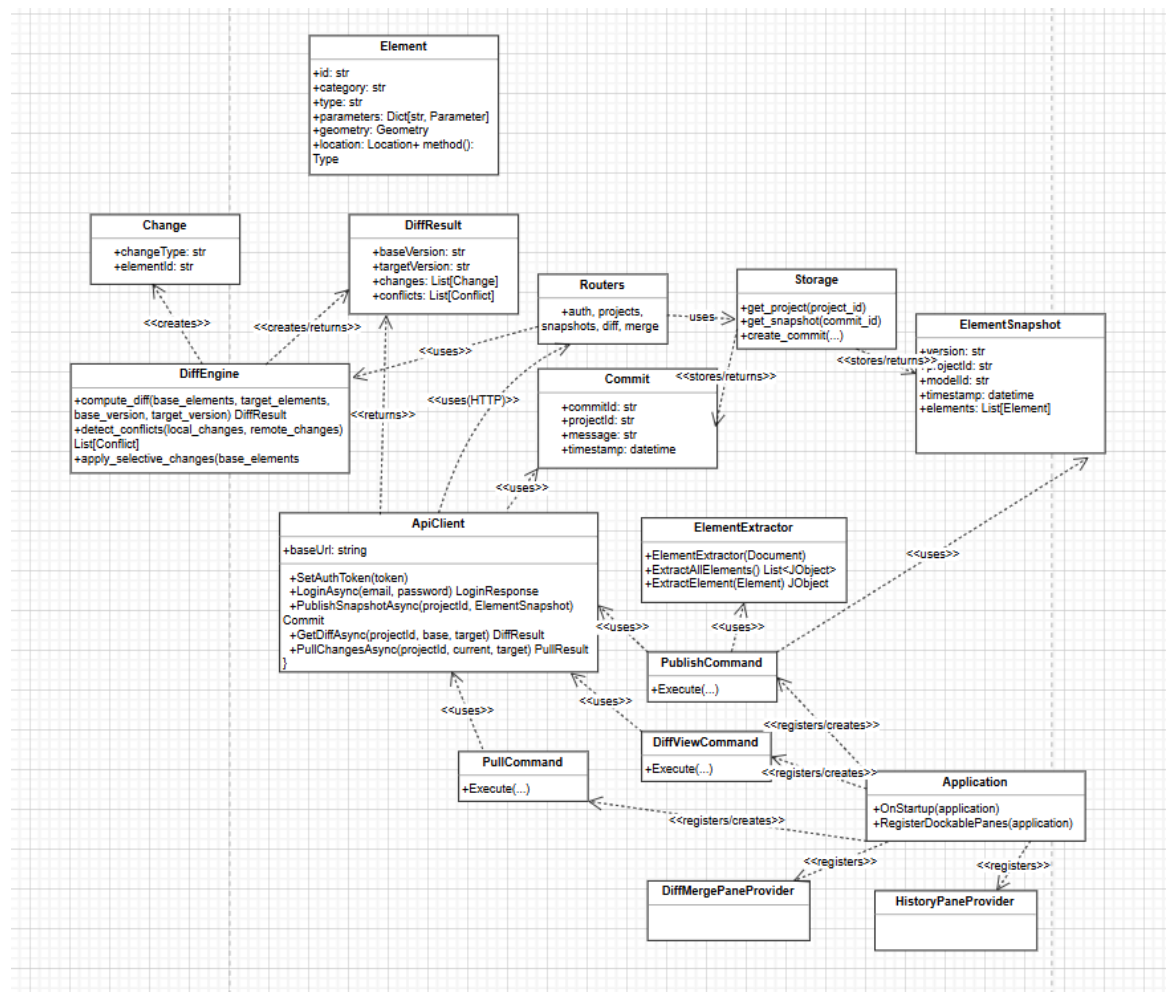 Element
+id: str
+category: str
+type: str
+parameters: Dict[str, Parameter]
+geometry: Geometry
+location: Location+ method():
Type
Change
+changeType: str
+elementId: str
DiffResult
+baseVersion: str
+targetVersion: str
+changes: List[Change]
+conflicts: List[Conflict]
Routers
+auth, projects,
snapshots, diff, merge
uses
Storage
+get_project(project_id)
+get_snapshot(commit_id)
+create_commit(...)
ElementSnapshot
+version: str
+projectId: str
+modelId: str
+timestamp: datetime
+elements: List[Element]
<<creates>>
<<creates/returns>>
<<uses>>
<<stores/returns>>
<<stores/returns>>
DiffEngine
+compute_diff(base_elements, target_elements,
base_version, target_version) DiffResult
+detect_conflicts(local_changes, remote_changes)
List[Conflict]
+apply_selective_changes(base_elements
<<returns>>
<<uses(HTTP)>>
Commit
+commitId: str
+projectId: str
+message: str
+timestamp: datetime
<<uses>>
ApiClient
+baseUrl: string
+SetAuthToken(token)
+LoginAsync(email, password) LoginResponse
+PublishSnapshotAsync(projectId, ElementSnapshot)
Commit
+GetDiffAsync(projectId, base, target) DiffResult
+PullChangesAsync(projectId, current, target) PullResult
}
ElementExtractor
+ElementExtractor(Document)
+ExtractAllElements() List<JObject>
+ExtractElement(Element) JObject
<<uses>>
<<uses>>
<<uses>>
PublishCommand
+Execute(...)
<<uses>>
<<uses>>
<<registers/creates>>
DiffViewCommand
+Execute(...)
<<registers/creates>>
PullCommand
+Execute(...)
<<registers/creates>>
Application
+OnStartup(application)
+RegisterDockablePanes(application)
<<registers>>
<<registers>>
DiffMergePaneProvider
HistoryPaneProvider